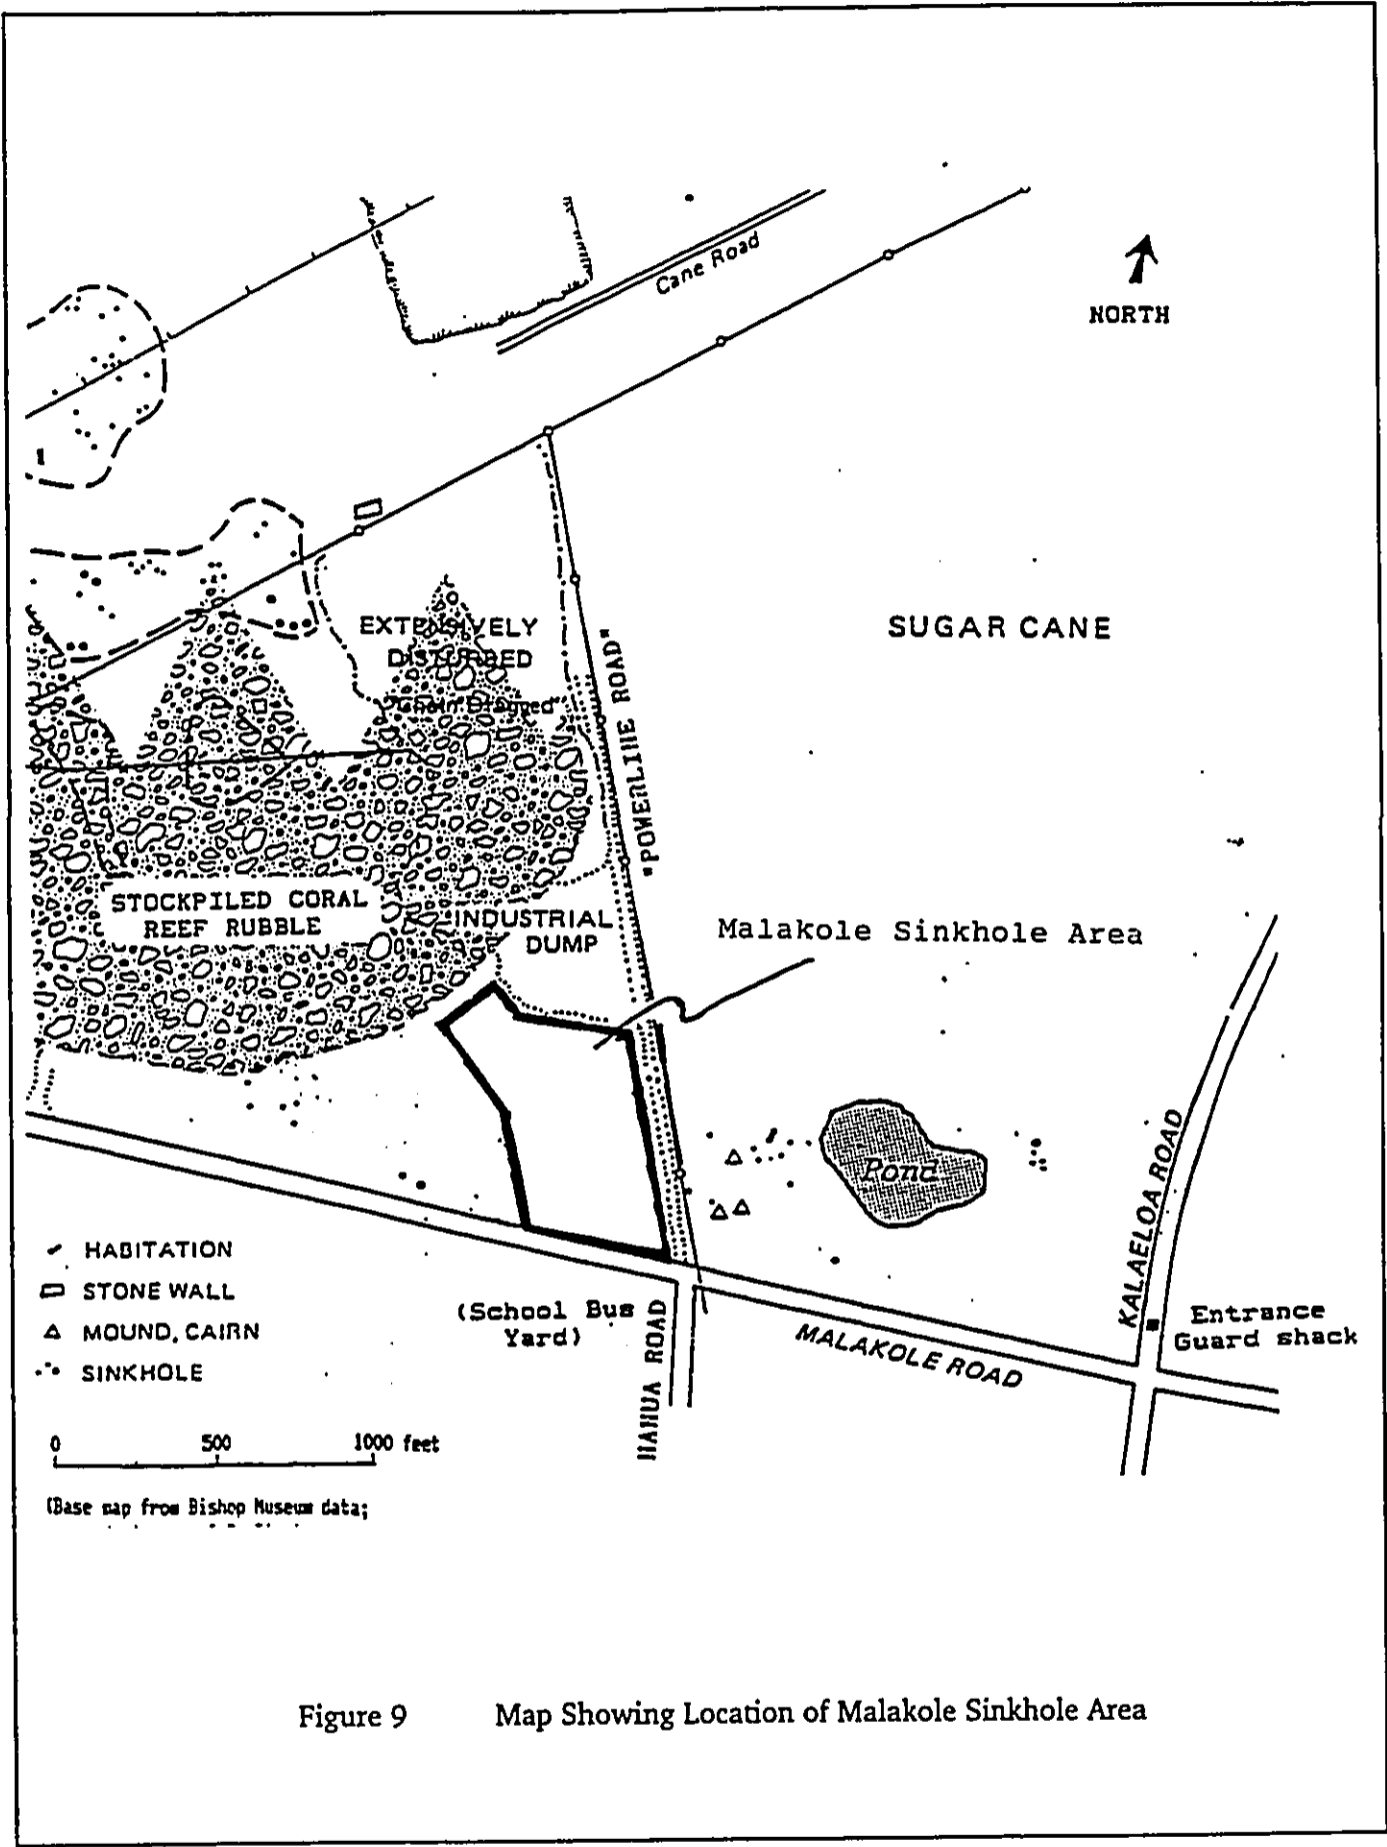 Cane Road
NORTH
EXTENSIVELY
DISTURBED
"Chain Dragged"
SUGAR CANE
"POWERLINE ROAD"
STOCKPILED CORAL
REEF RUBBLE
INDUSTRIAL
DUMP
Malakole Sinkhole Area
Pond
KALAELOA ROAD
HABITATION
STONE WALL
MOUND, CAIRN
SINKHOLE
(School Bus
Yard)
HANUA ROAD
MALAKOLE ROAD
Entrance
Guard shack
0 500 1000 feet
(Base map from Bishop Museum data;
Figure 9 Map Showing Location of Malakole Sinkhole Area